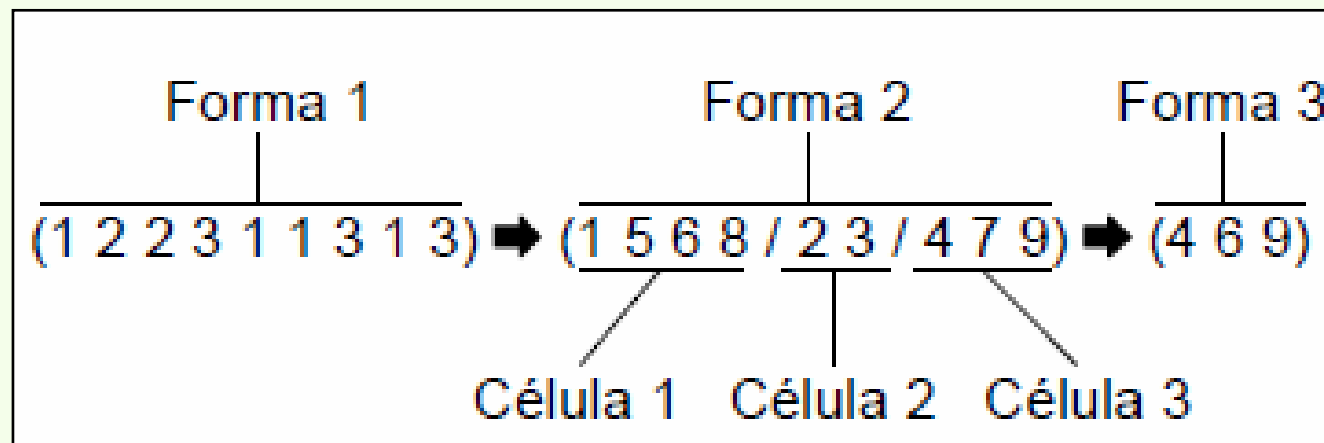 Forma 1 Forma 2 Forma 3
(1 2 2 3 1 1 3 1 3) ➡ (1 5 6 8 / 2 3 / 4 7 9) ➡ (4 6 9)
Célula 1 Célula 2 Célula 3